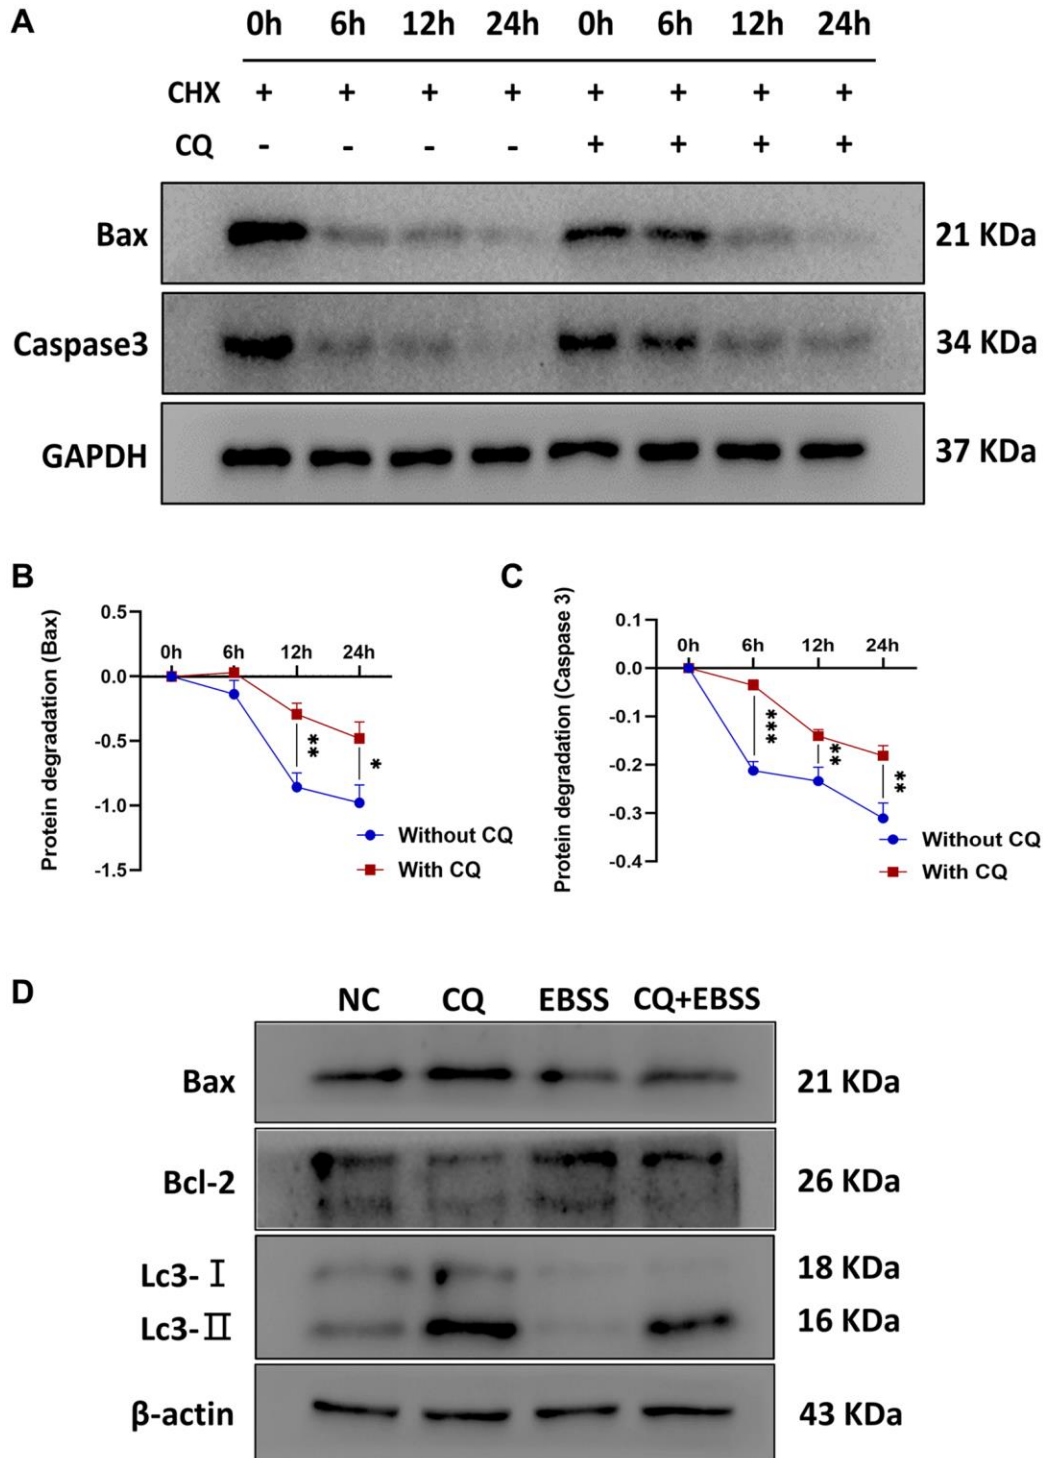 A
0h 6h 12h 24h 0h 6h 12h 24h
CHX + + + + + + + +
CQ - - - - + + + +
Bax 21 KDa
Caspase3 34 KDa
GAPDH 37 KDa
B
Protein degradation (Bax)
0.5
0h 6h 12h 24h
0.0
-0.5
-1.0
-1.5
**
*
Without CQ
With CQ
C
Protein degradation (Caspase 3)
0.1
0h 6h 12h 24h
0.0
-0.1
-0.2
-0.3
-0.4
***
**
**
Without CQ
With CQ
D
NC CQ EBSS CQ+EBSS
Bax 21 KDa
Bcl-2 26 KDa
Lc3-Ⅰ 18 KDa
Lc3-Ⅱ 16 KDa
β-actin 43 KDa